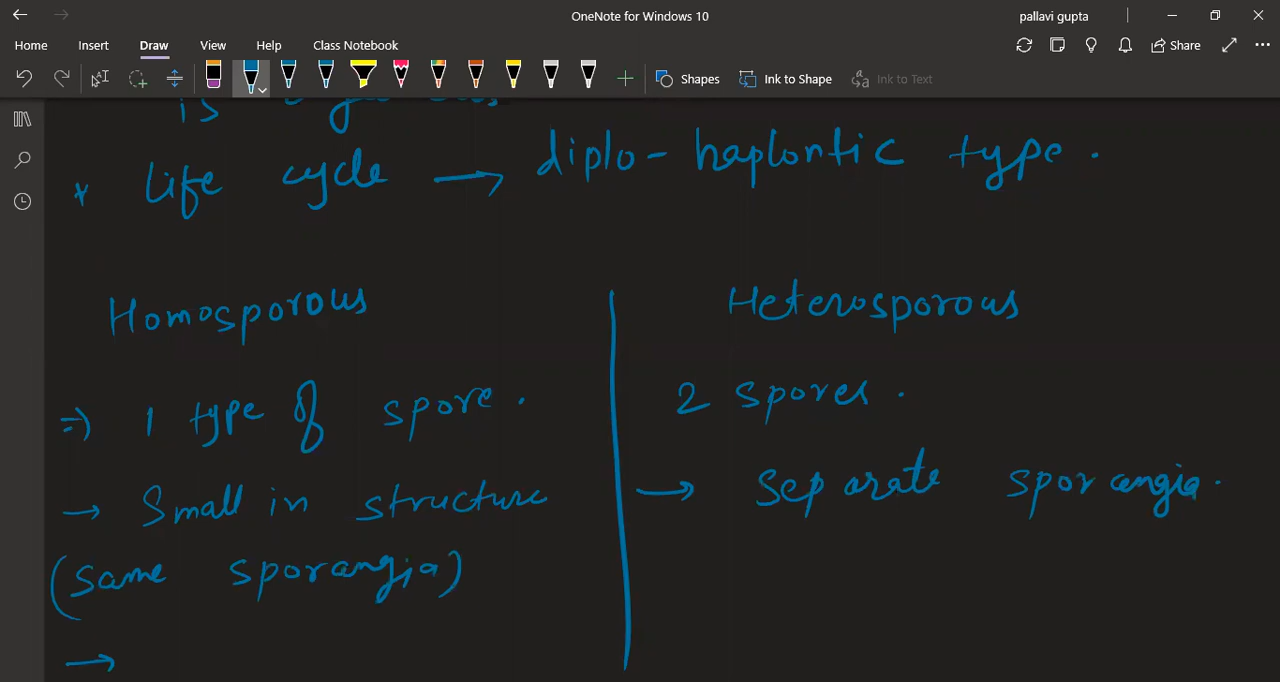 OneNote for Windows 10
pallavi gupta
Home Insert Draw View Help Class Notebook
Share
Shapes Ink to Shape Ink to Text
is
* life cycle → diplo-haplontic type.
Homosporous
Heterosporous
⇒ 1 type of spore.
2 spores.
→ Small in structure
→ Separate sporangia.
(same sporangia)
→